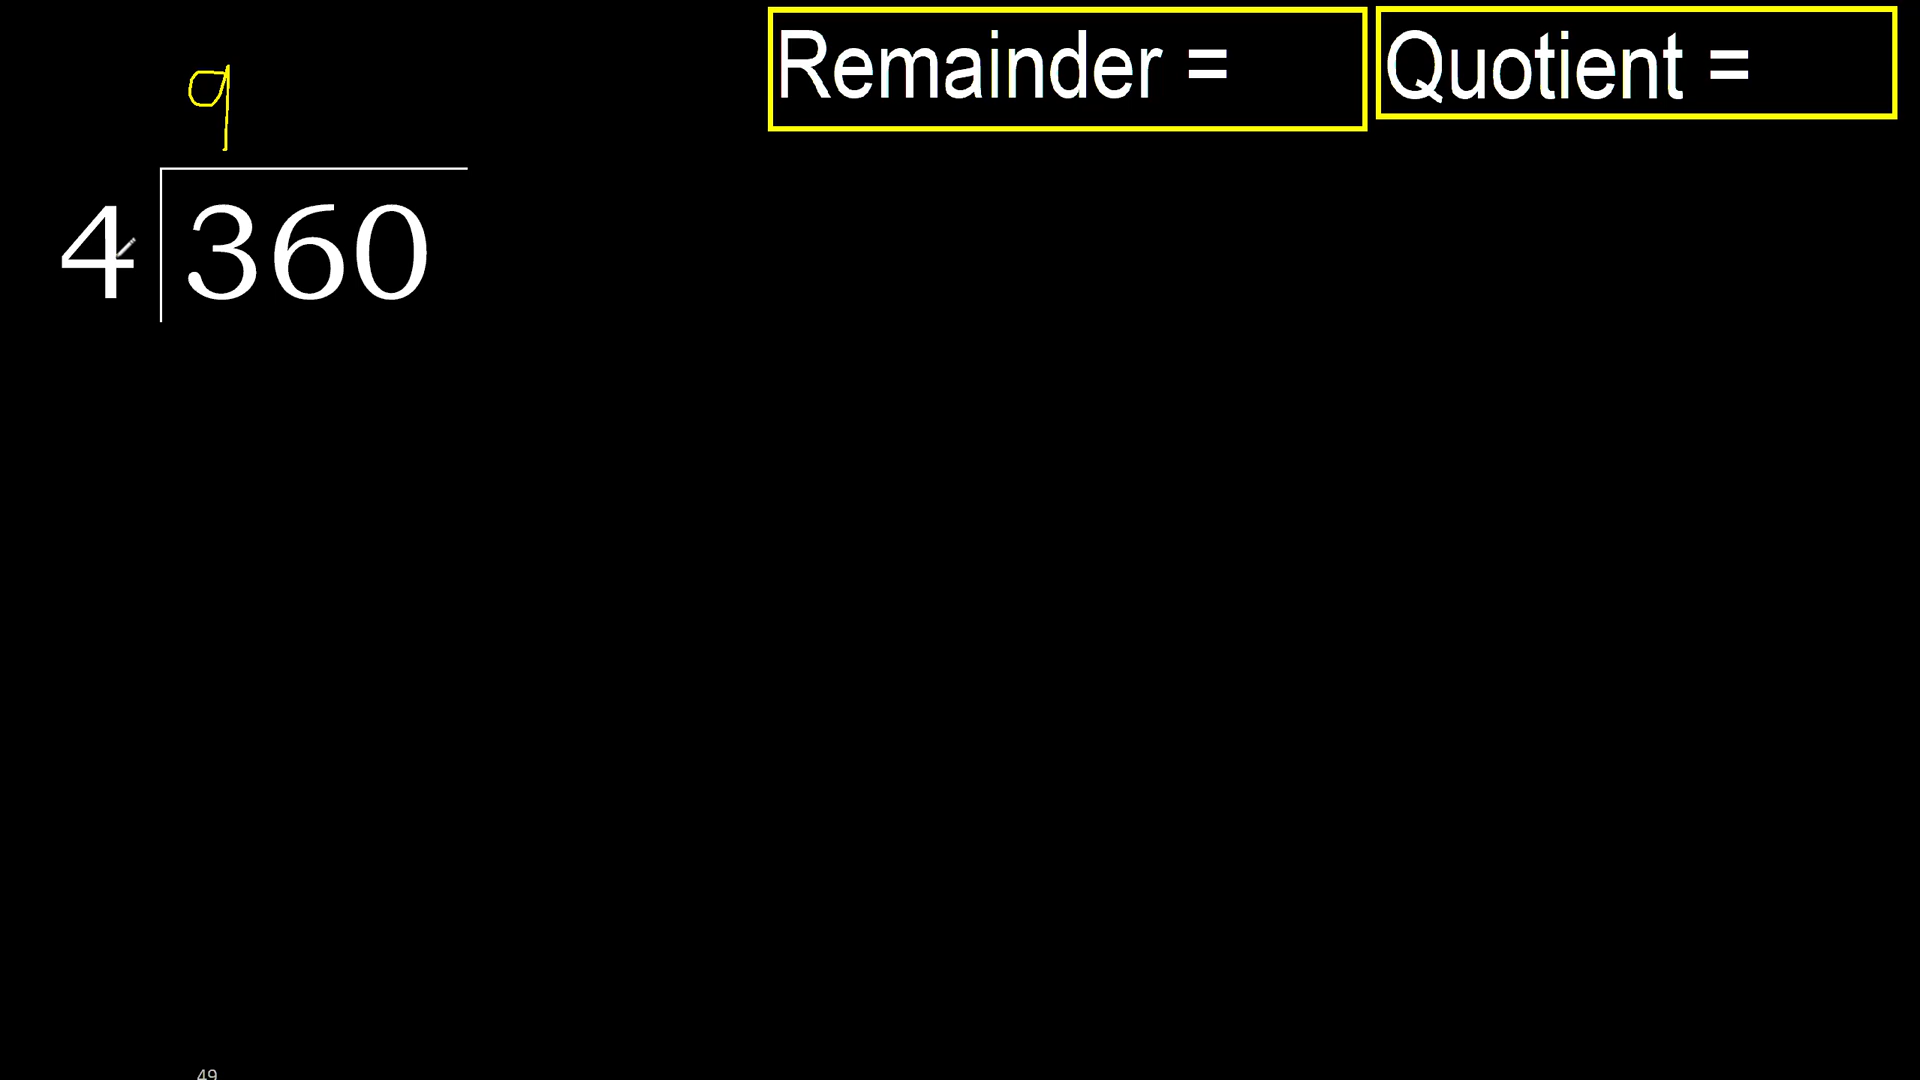 Remainder =
Quotient =
9
4 360
49